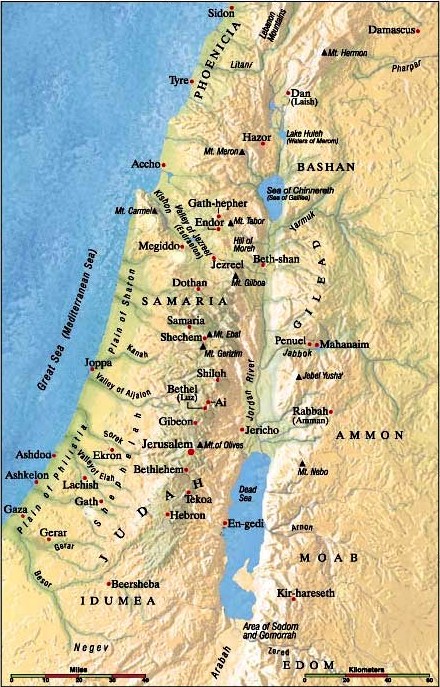 Sidon
Lebanon
Mountains
Damascus
PHOENICIA
Mt. Hermon
Litani
Pharpar
Tyre
Dan
(Laish)
Hazor
Lake Huleh
(Waters of Merom)
Mt. Meron
Accho
BASHAN
Sea of Chinnereth
(Sea of Galilee)
Kishon
Gath-hepher
Mt. Carmel
Valley of Jezreel
(Esdraelon)
Endor
Mt. Tabor
Yarmuk
Megiddo
Hill of
Moreh
Jezreel
Beth-shan
GILEAD
Great Sea (Mediterranean Sea)
Dothan
Mt. Gilboa
Plain of Sharon
SAMARIA
Samaria
Mt. Ebal
Shechem
Mt. Gerizim
Penuel
Mahanaim
Jabbok
Kanah
Joppa
Shiloh
Jordan River
Jebel Yusha'
Valley of Aijalon
Bethel
(Luz)
Ai
Rabbah
(Amman)
Gibeon
Jericho
AMMON
Sorek
Jerusalem
Mt. of Olives
Ashdod
Ekron
Plain of Philistia
Valley of Elah
Shephelah
Bethlehem
Mt. Nebo
Ashkelon
Lachish
Dead
Sea
Gath
Tekoa
JUDAH
Gaza
Hebron
En-gedi
Arnon
Gerar
Gerar
MOAB
Besor
Beersheba
Kir-hareseth
IDUMEA
Area of Sodom
and Gomorrah
Negev
Arabah
Zered
EDOM
Miles
0 10 20 30 40
Kilometers
0 20 40 60